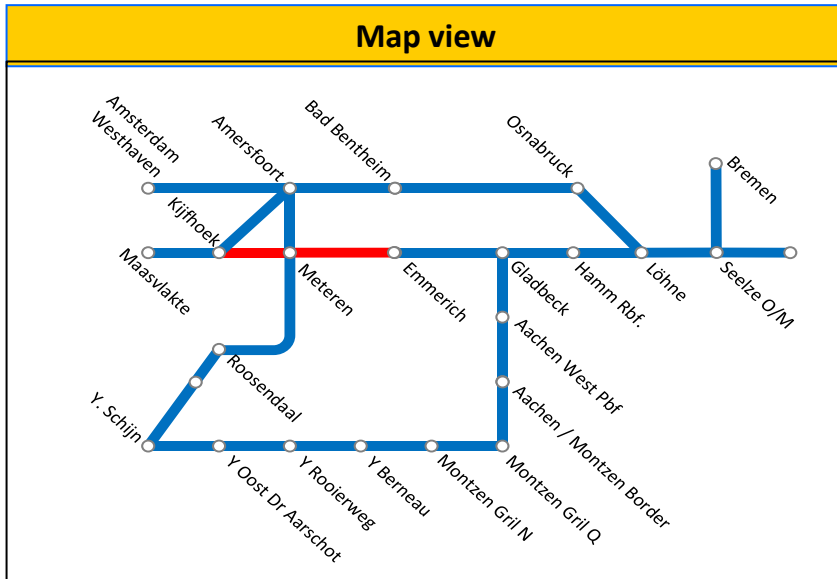 Map view
Amsterdam
Westhaven
Amersfoort
Bad Bentheim
Osnabruck
Bremen
Kijfhoek
Maasvlakte
Meteren
Emmerich
Gladbeck
Hamm Rbf.
Löhne
Seelze O/M
Aachen West Pbf
Roosendaal
Aachen / Montzen Border
Y. Schijn
Y Oost Dr Aarschot
Y Rooierweg
Y Berneau
Montzen Gril N
Montzen Gril Q